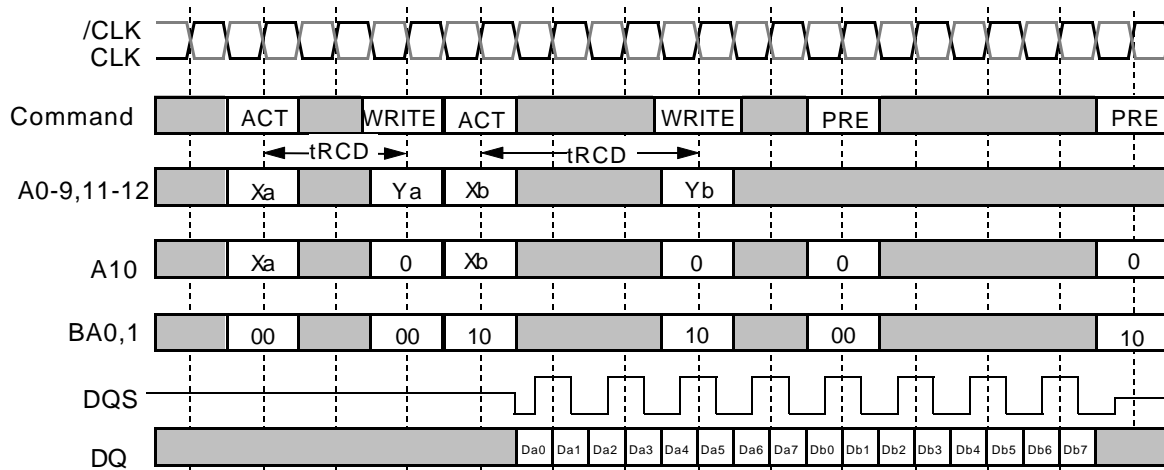 /CLK
CLK
Command ACT WRITE ACT WRITE PRE PRE
tRCD tRCD
A0-9,11-12 Xa Ya Xb Yb
A10 Xa 0 Xb 0 0 0
BA0,1 00 00 10 10 00 10
DQS
DQ Da0 Da1 Da2 Da3 Da4 Da5 Da6 Da7 Db0 Db1 Db2 Db3 Db4 Db5 Db6 Db7